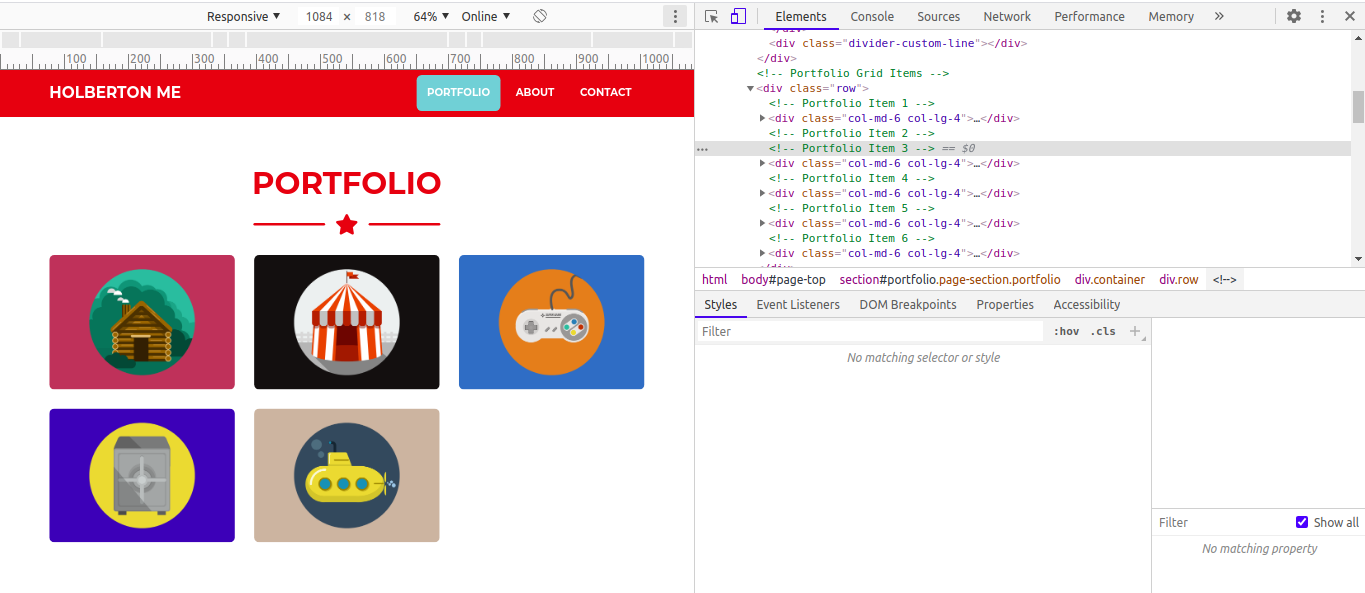 Responsive ▼ 1084 × 818 64% ▼ Online ▼
100 200 300 400 500 600 700 800 900 1000
HOLBERTON ME PORTFOLIO ABOUT CONTACT
PORTFOLIO
Elements Console Sources Network Performance Memory »
<div class="divider-custom-line"></div>
</div>
<!-- Portfolio Grid Items -->
▼<div class="row">
<!-- Portfolio Item 1 -->
▶<div class="col-md-6 col-lg-4">…</div>
<!-- Portfolio Item 2 -->
<!-- Portfolio Item 3 --> == $0
▶<div class="col-md-6 col-lg-4">…</div>
<!-- Portfolio Item 4 -->
▶<div class="col-md-6 col-lg-4">…</div>
<!-- Portfolio Item 5 -->
▶<div class="col-md-6 col-lg-4">…</div>
<!-- Portfolio Item 6 -->
▶<div class="col-md-6 col-lg-4">…</div>
html body#page-top section#portfolio.page-section.portfolio div.container div.row <!-->
Styles Event Listeners DOM Breakpoints Properties Accessibility
Filter :hov .cls +
No matching selector or style
Filter Show all
No matching property